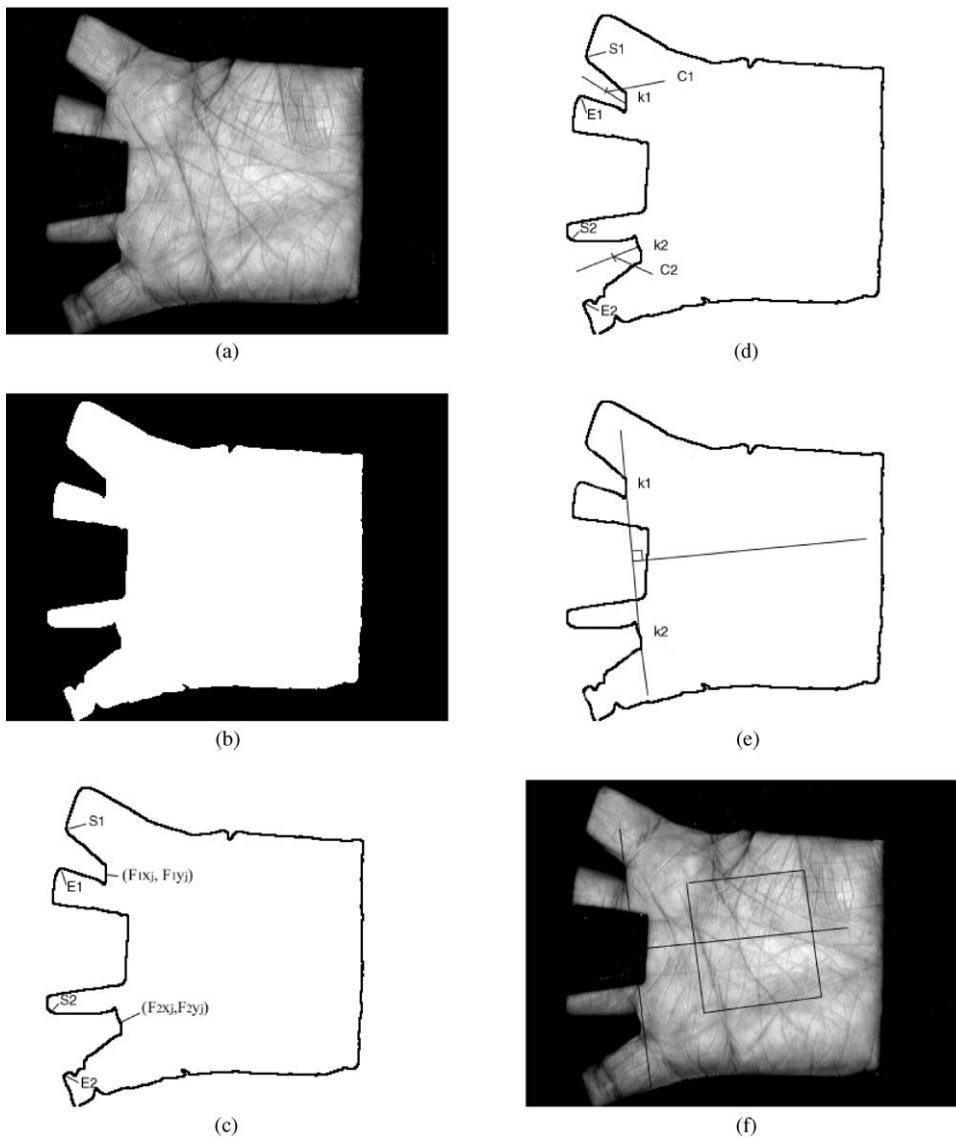 (a)
(b)
S1
E1
(F1xj, F1yj)
S2
(F2xj,F2yj)
E2
(c)
S1
C1
k1
E1
S2
k2
C2
E2
(d)
k1
k2
(e)
(f)